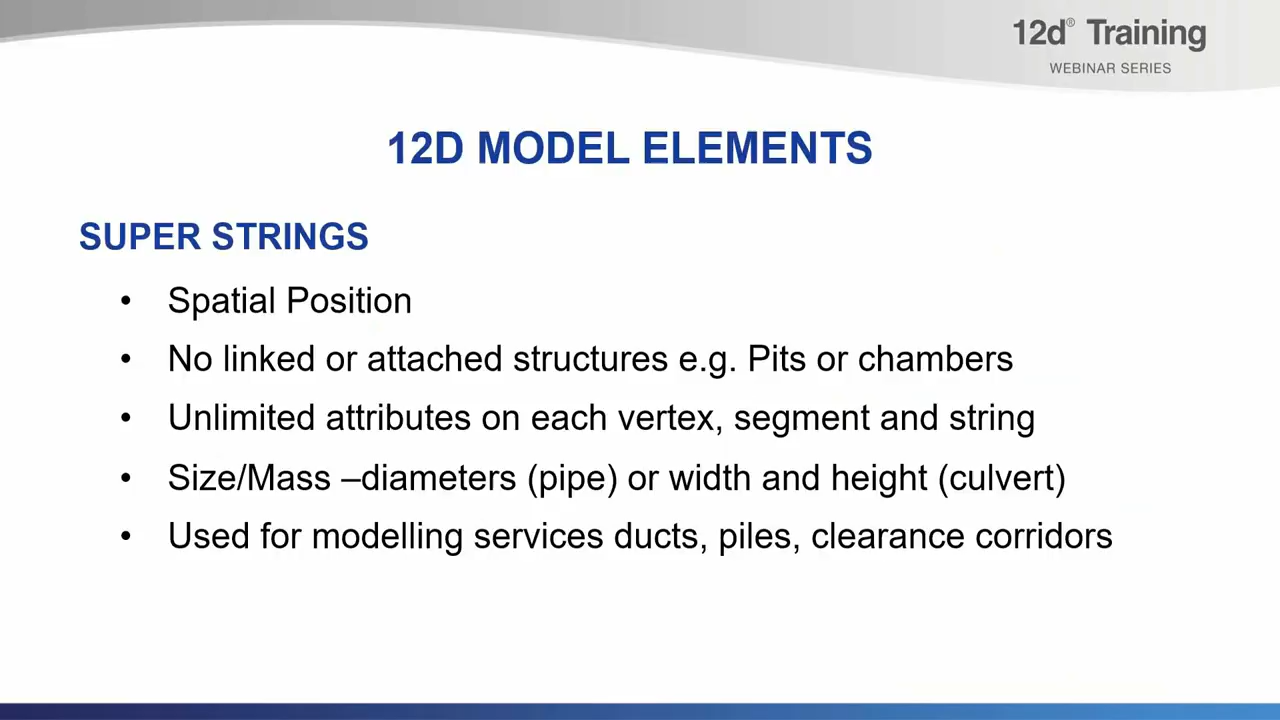 12d® Training
WEBINAR SERIES
12D MODEL ELEMENTS
SUPER STRINGS
• Spatial Position
• No linked or attached structures e.g. Pits or chambers
• Unlimited attributes on each vertex, segment and string
• Size/Mass –diameters (pipe) or width and height (culvert)
• Used for modelling services ducts, piles, clearance corridors